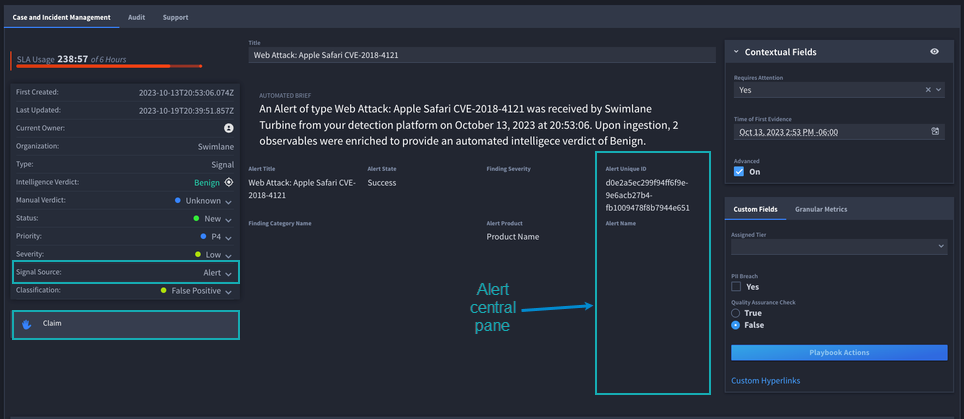 Case and Incident Management
Audit
Support
SLA Usage 238:57 of 6 Hours
First Created: 2023-10-13T20:53:06.074Z
Last Updated: 2023-10-19T20:39:51.857Z
Current Owner:
Organization: Swimlane
Type: Signal
Intelligence Verdict: Benign
Manual Verdict: Unknown
Status: New
Priority: P4
Severity: Low
Signal Source: Alert
Classification: False Positive
Claim
Title
Web Attack: Apple Safari CVE-2018-4121
AUTOMATED BRIEF
An Alert of type Web Attack: Apple Safari CVE-2018-4121 was received by Swimlane
Turbine from your detection platform on October 13, 2023 at 20:53:06. Upon ingestion, 2
observables were enriched to provide an automated intelligece verdict of Benign.
Alert Title
Web Attack: Apple Safari CVE-
2018-4121
Alert State
Success
Finding Severity
Alert Unique ID
d0e2a5ec299f94ff6f9e-
9e6acb27b4-
fb1009478f8b7944e651
Finding Category Name
Alert Product
Product Name
Alert Name
Alert
central
pane
Contextual Fields
Requires Attention
Yes
Time of First Evidence
Oct 13, 2023 2:53 PM -06:00
Advanced
On
Custom Fields
Granular Metrics
Assigned Tier
PII Breach
Yes
Quality Assurance Check
True
False
Playbook Actions
Custom Hyperlinks